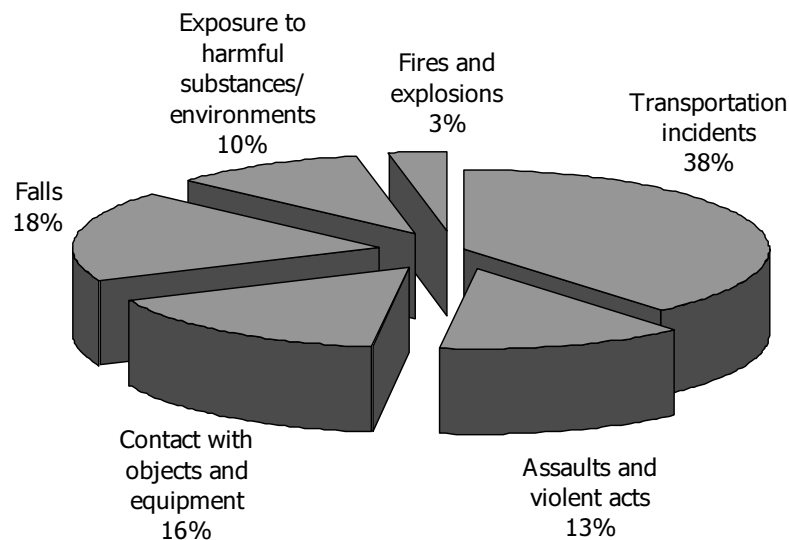 Exposure to
harmful
substances/
environments
10%
Fires and
explosions
3%
Transportation
incidents
38%
Falls
18%
Contact with
objects and
equipment
16%
Assaults and
violent acts
13%